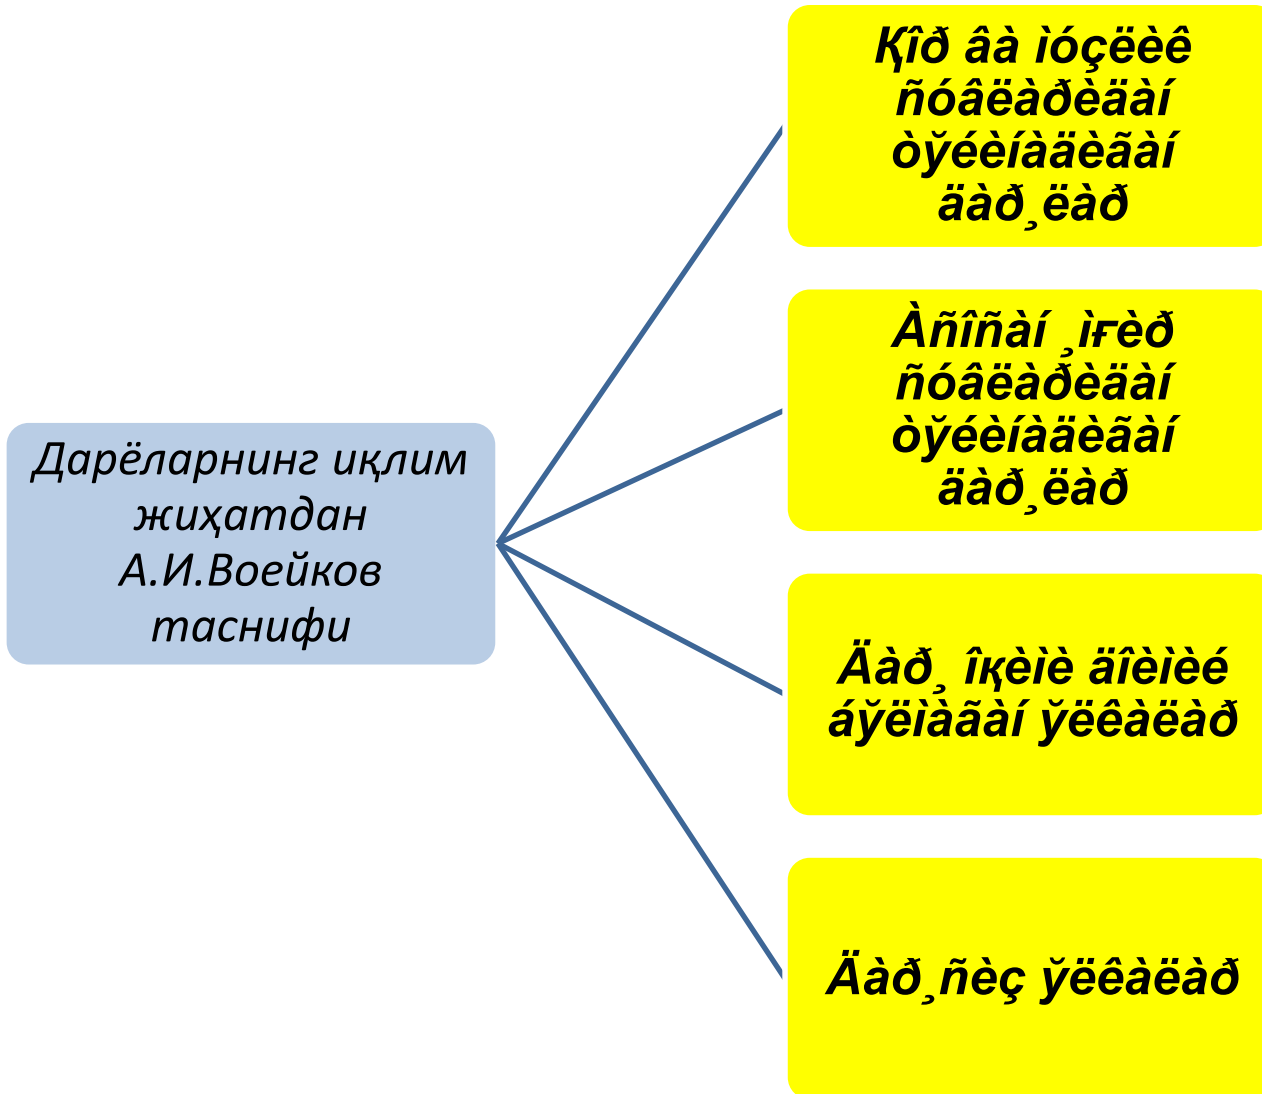 Дарёларнинг иқлим
жиҳатдан
А.И.Воейков
таснифи
Қîð âà ìóçëèê
ñóâëàðèäàí
òўéèíàäèãàí
äàð¸ëàð
Àñîñàí ¸ìғèð
ñóâëàðèäàí
òўéèíàäèãàí
äàð¸ëàð
Äàð¸ îқèìè äîèìèé
áўëìàãàí ўëêàëàð
Äàð¸ñèç ўëêàëàð